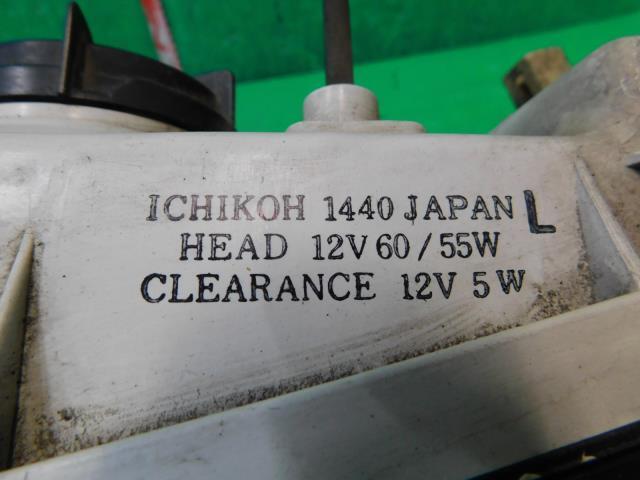 ICHIKOH 1440 JAPAN L
HEAD 12V 60/55W
CLEARANCE 12V 5W